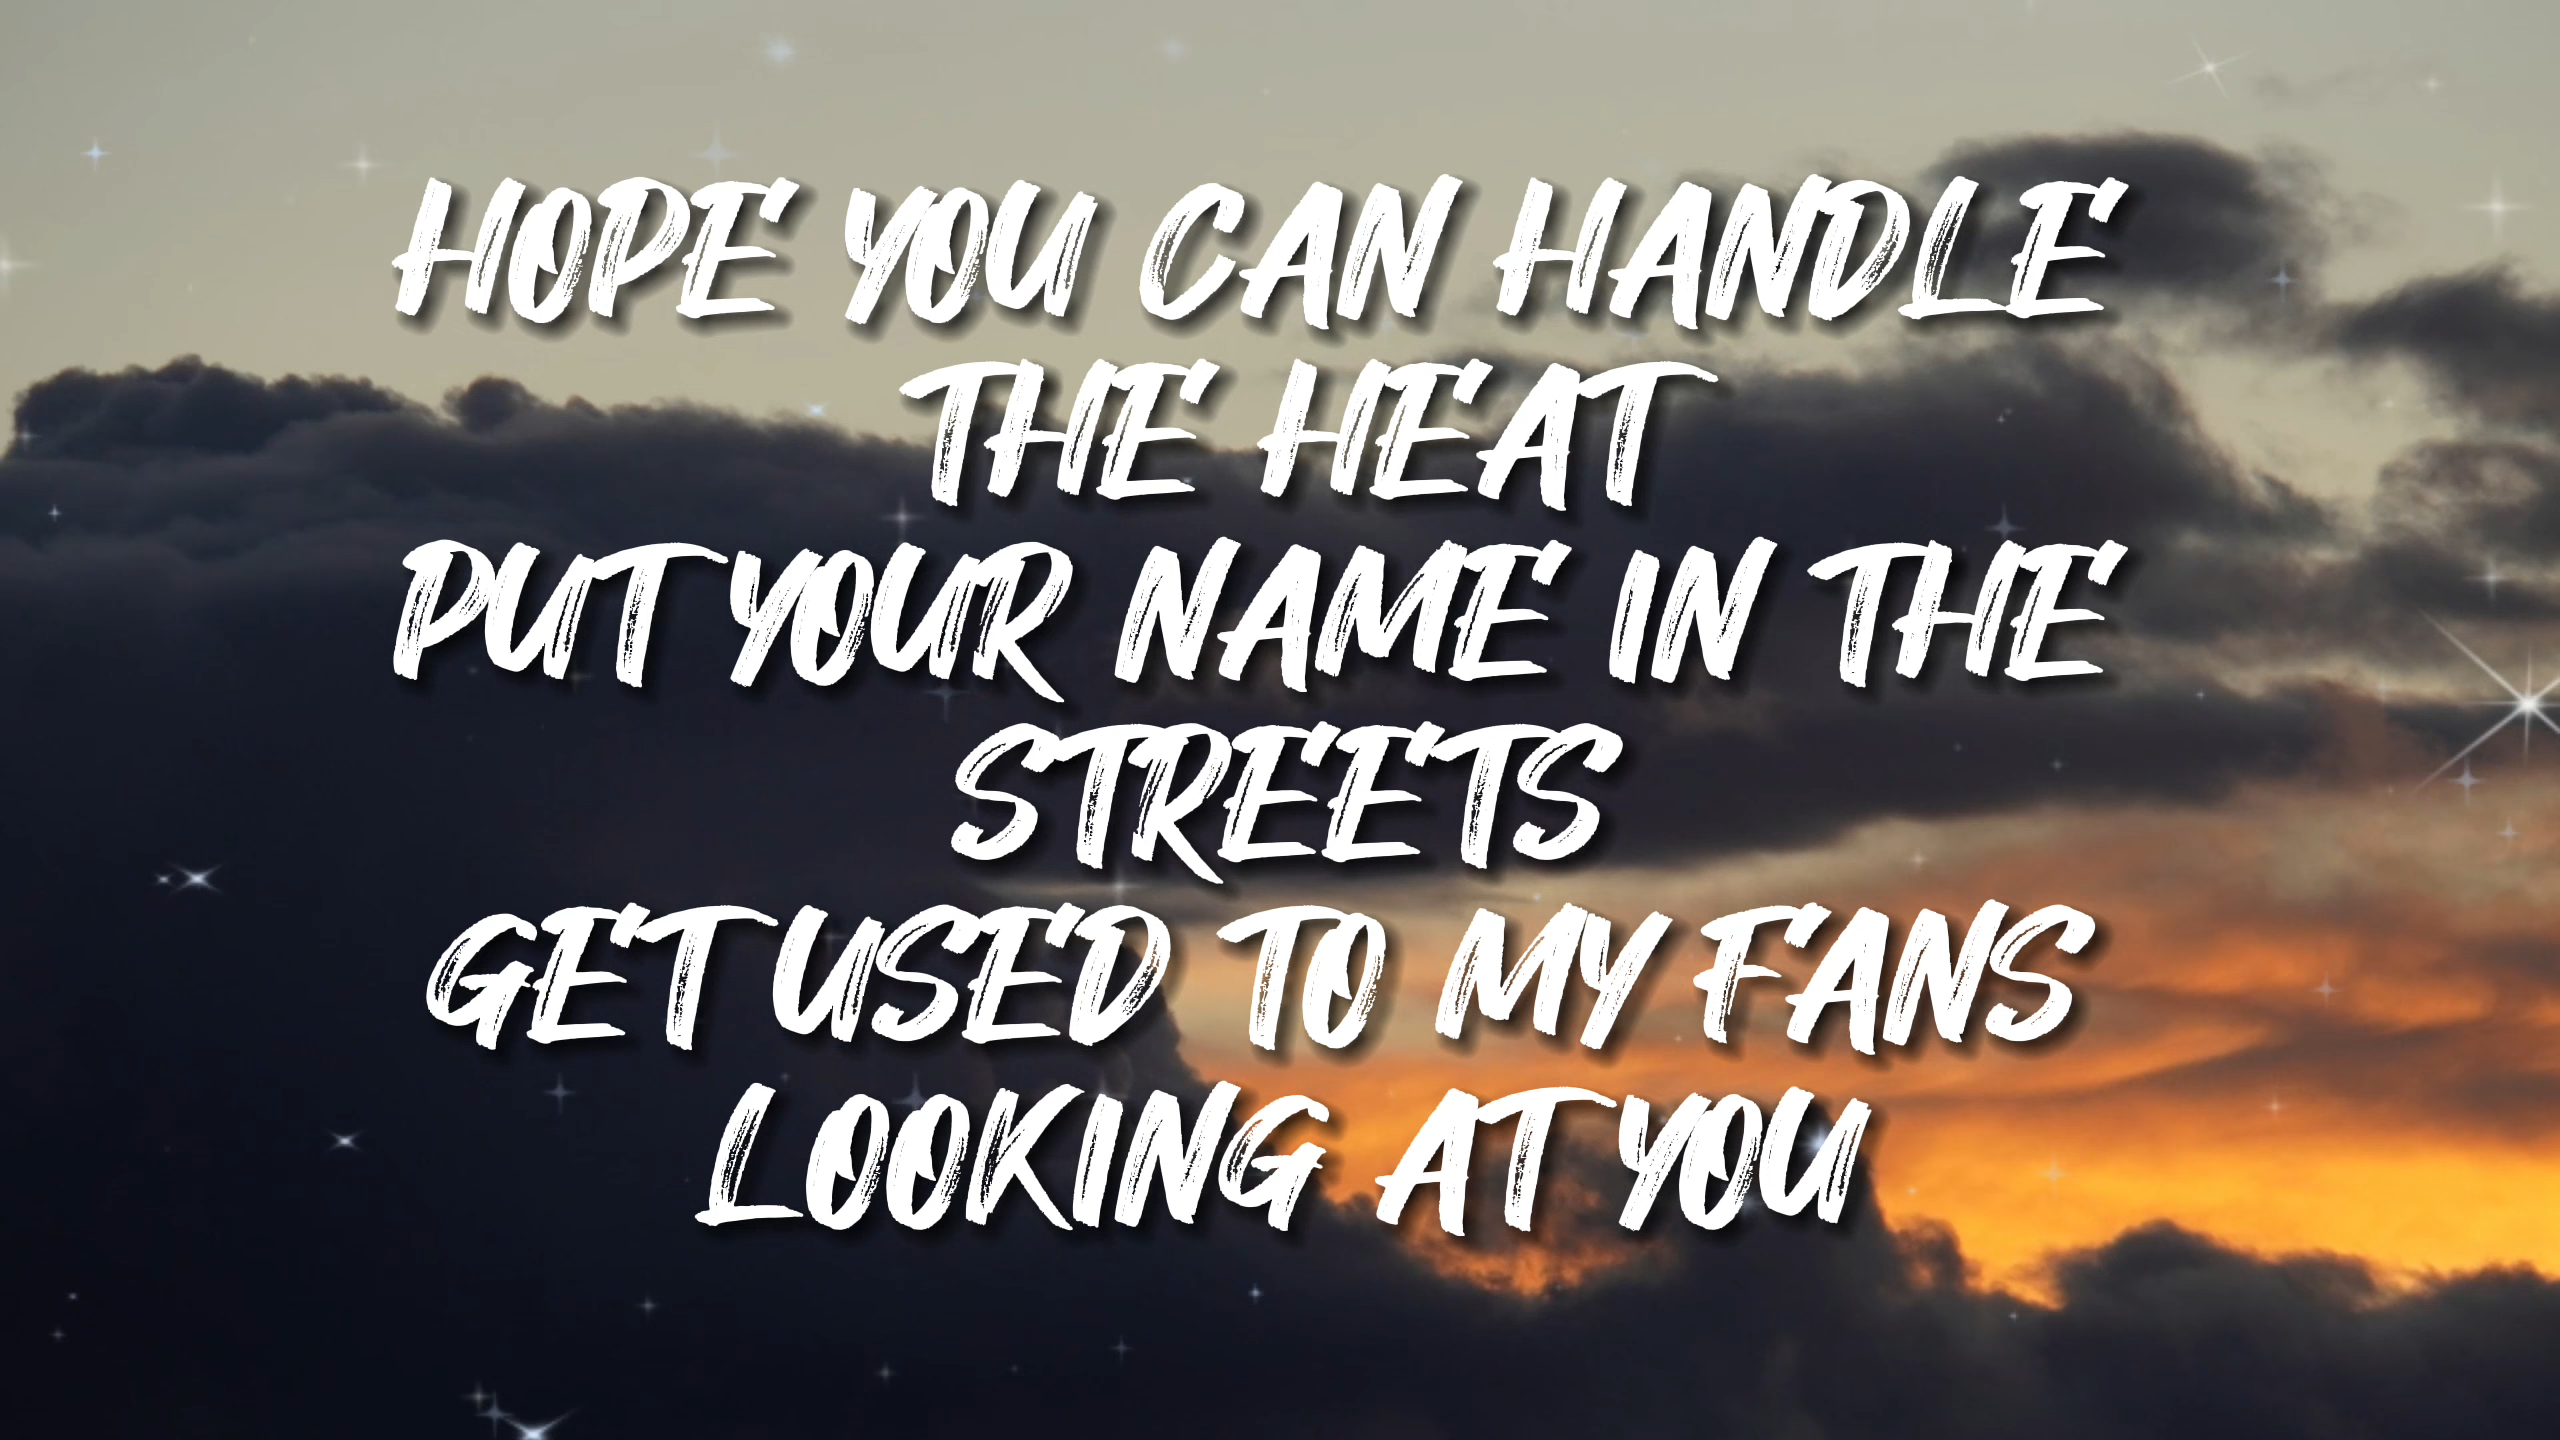 HOPE YOU CAN HANDLE
THE HEAT
PUT YOUR NAME IN THE
STREETS
GET USED TO MY FANS
LOOKING AT YOU